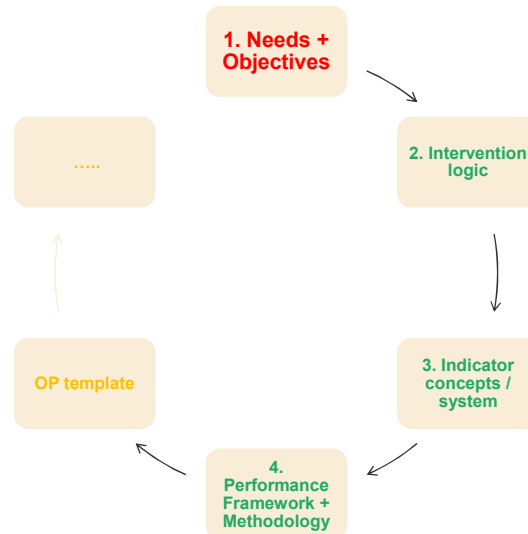 1. Needs +
Objectives
2. Intervention
logic
3. Indicator
concepts /
system
4.
Performance
Framework +
Methodology
OP template
…..